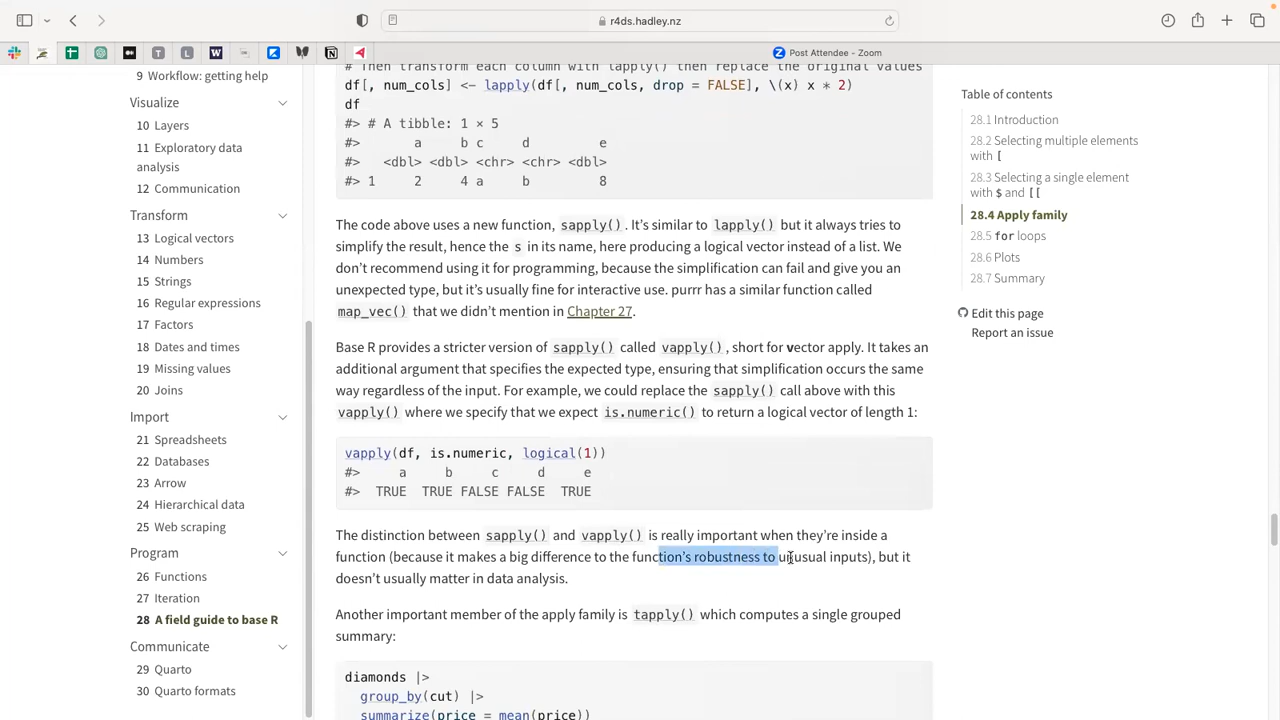 r4ds.hadley.nz
Post Attendee - Zoom
9 Workflow: getting help
Visualize
10 Layers
11 Exploratory data
analysis
12 Communication
Transform
13 Logical vectors
14 Numbers
15 Strings
16 Regular expressions
17 Factors
18 Dates and times
19 Missing values
20 Joins
Import
21 Spreadsheets
22 Databases
23 Arrow
24 Hierarchical data
25 Web scraping
Program
26 Functions
27 Iteration
28 A field guide to base R
Communicate
29 Quarto
30 Quarto formats
# Then transform each column with lapply() then replace the original values
df[, num_cols] <- lapply(df[, num_cols, drop = FALSE], \(x) x * 2)
df
#> # A tibble: 1 × 5
#>       a     b c     d         e
#>   <dbl> <dbl> <chr> <chr> <dbl>
#> 1     2     4 a     b         8
The code above uses a new function, sapply(). It’s similar to lapply() but it always tries to
simplify the result, hence the s in its name, here producing a logical vector instead of a list. We
don’t recommend using it for programming, because the simplification can fail and give you an
unexpected type, but it’s usually fine for interactive use. purrr has a similar function called
map_vec() that we didn’t mention in Chapter 27.
Base R provides a stricter version of sapply() called vapply(), short for vector apply. It takes an
additional argument that specifies the expected type, ensuring that simplification occurs the same
way regardless of the input. For example, we could replace the sapply() call above with this
vapply() where we specify that we expect is.numeric() to return a logical vector of length 1:
vapply(df, is.numeric, logical(1))
#>     a     b     c     d     e
#>  TRUE  TRUE FALSE FALSE  TRUE
The distinction between sapply() and vapply() is really important when they’re inside a
function (because it makes a big difference to the function’s robustness to unusual inputs), but it
doesn’t usually matter in data analysis.
Another important member of the apply family is tapply() which computes a single grouped
summary:
diamonds |>
  group_by(cut) |>
  summarize(price = mean(price))
Table of contents
28.1 Introduction
28.2 Selecting multiple elements
with [
28.3 Selecting a single element
with $ and [[
28.4 Apply family
28.5 for loops
28.6 Plots
28.7 Summary
Edit this page
Report an issue